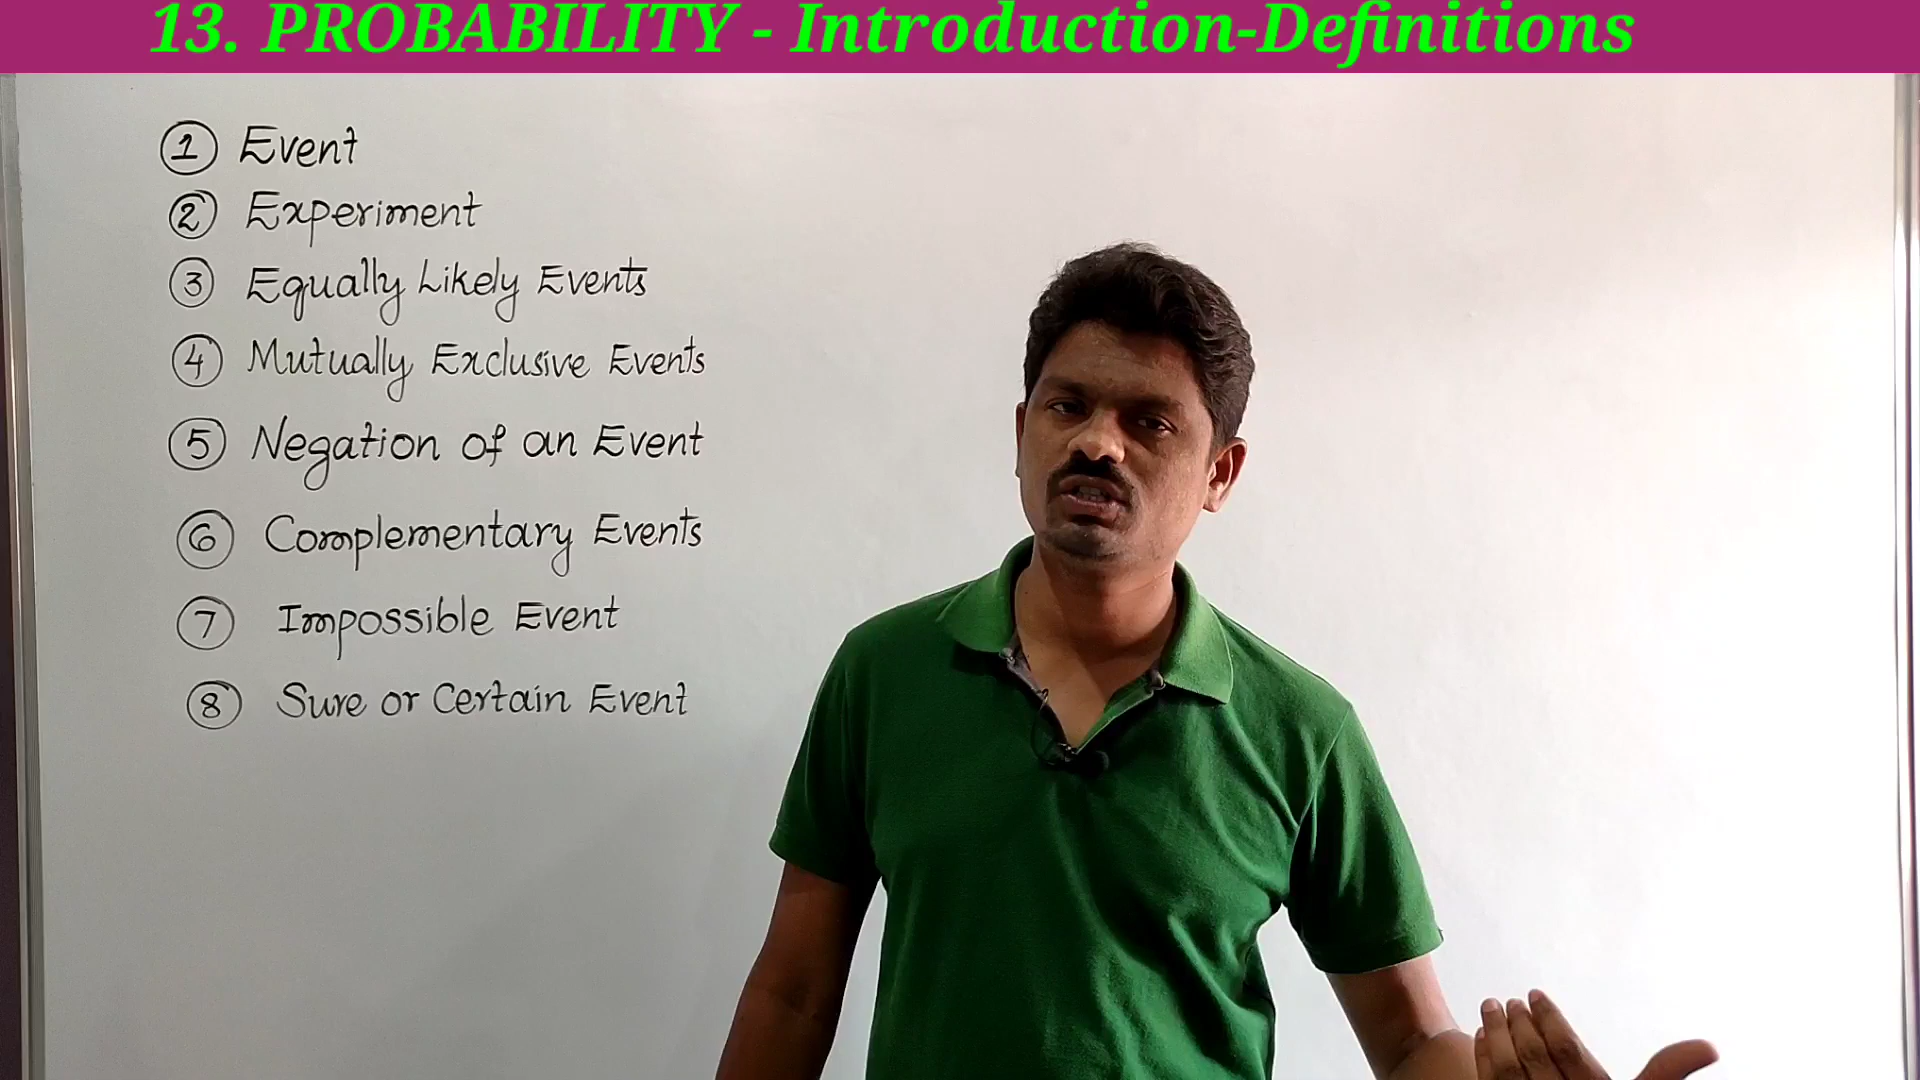 13. PROBABILITY - Introduction-Definitions
1 Event
2 Experiment
3 Equally Likely Events
4 Mutually Exclusive Events
5 Negation of an Event
6 Complementary Events
7 Impossible Event
8 Sure or Certain Event